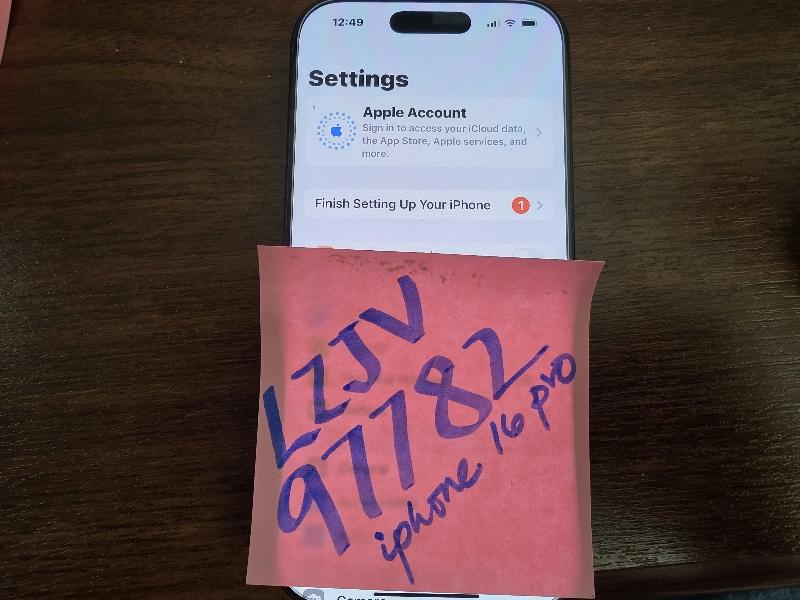 12:49
Settings
Apple Account
Sign in to access your iCloud data,
the App Store, Apple services, and
more.
Finish Setting Up Your iPhone 1
LZJV
97782
iphone 16 pro